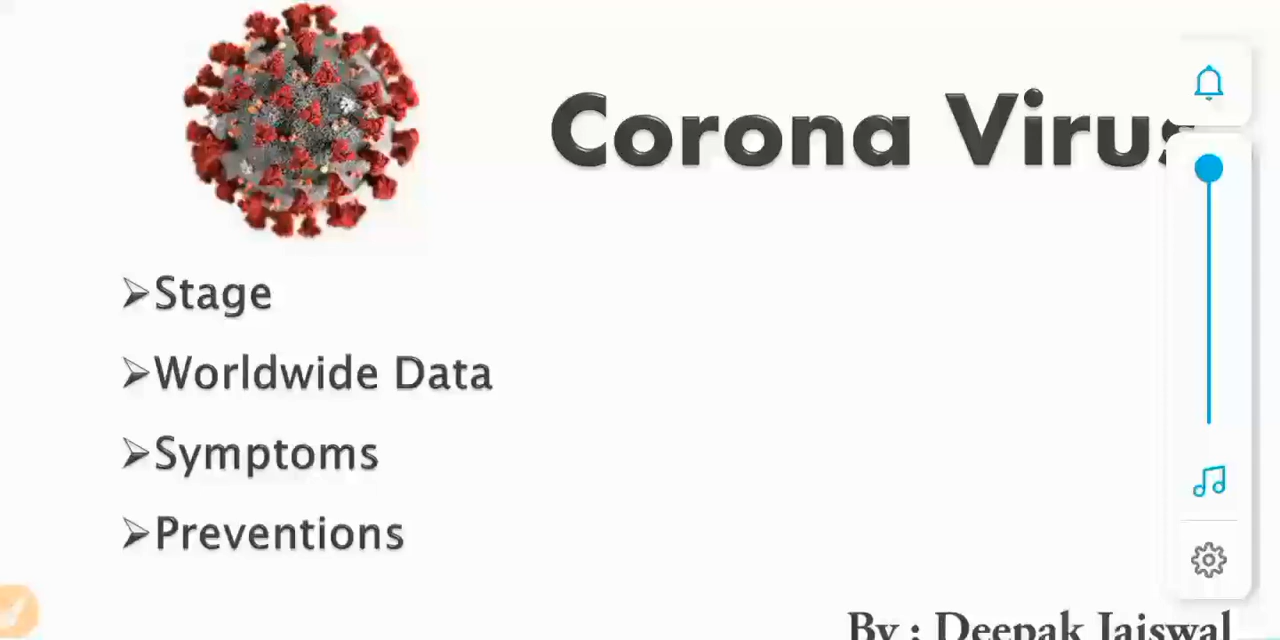 Corona Virus
➢Stage
➢Worldwide Data
➢Symptoms
➢Preventions
By : Deepak Jaiswal